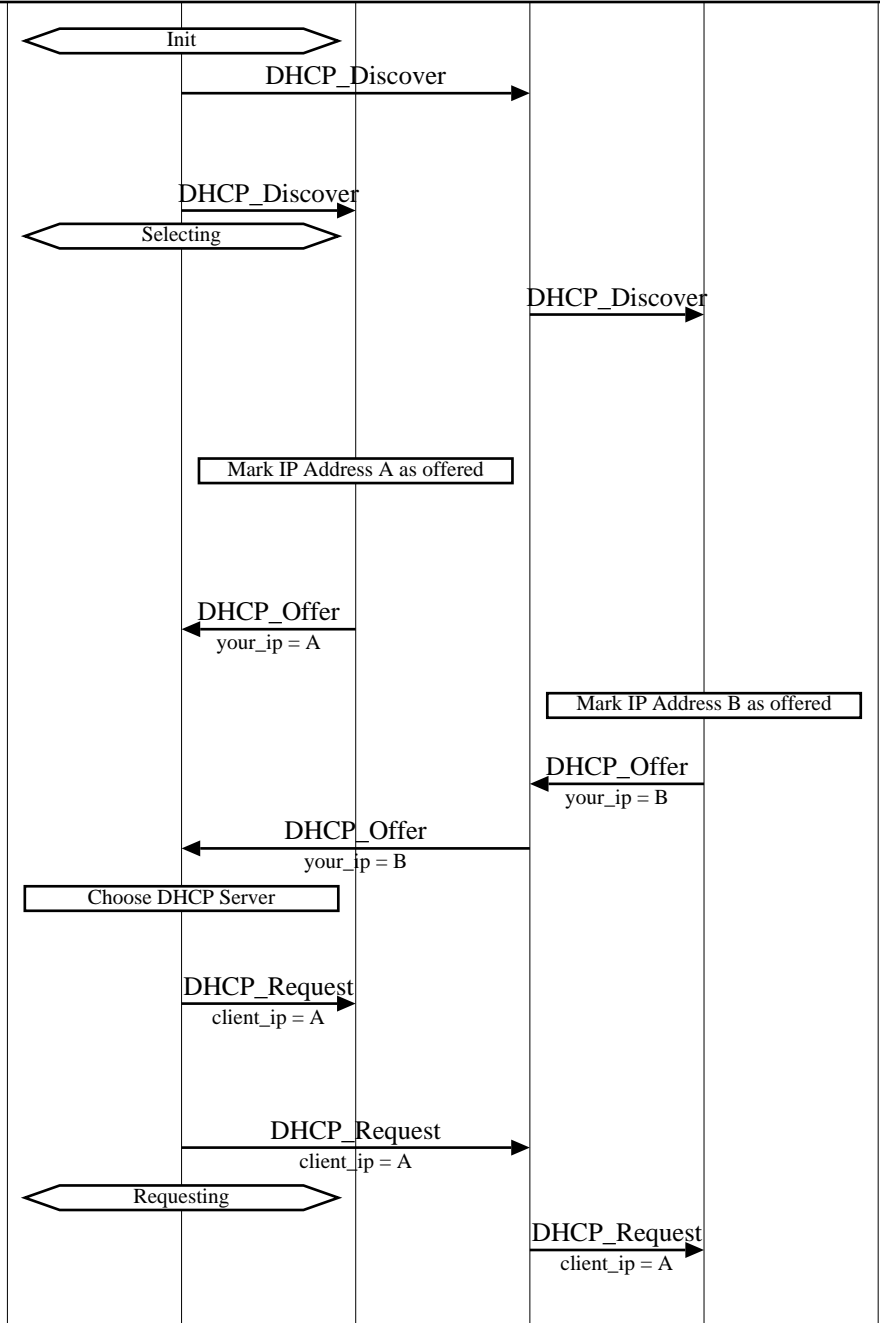 Init
DHCP_Discover
DHCP_Discover
Selecting
DHCP_Discover
Mark IP Address A as offered
DHCP_Offer
your_ip = A
Mark IP Address B as offered
DHCP_Offer
your_ip = B
DHCP_Offer
your_ip = B
Choose DHCP Server
DHCP_Request
client_ip = A
DHCP_Request
client_ip = A
Requesting
DHCP_Request
client_ip = A